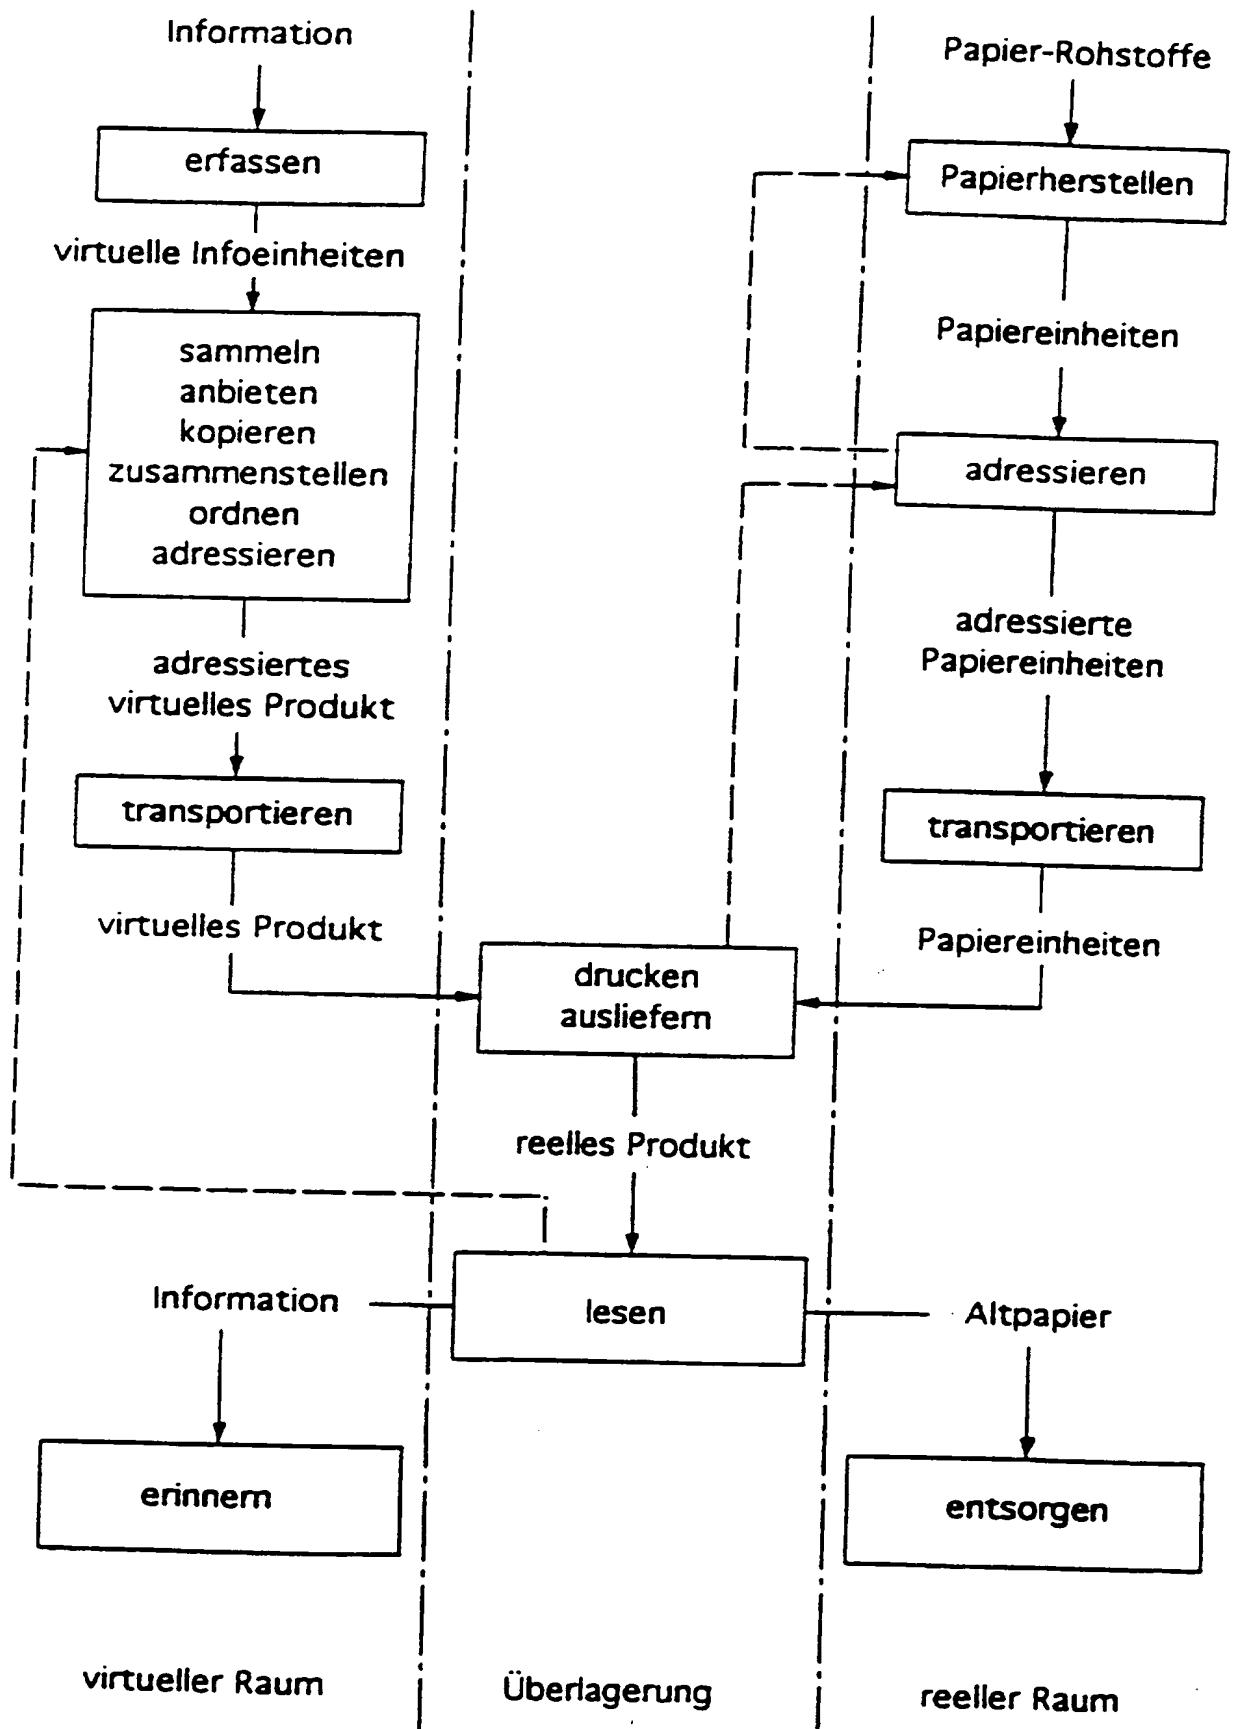 Information
erfassen
virtuelle Infoeinheiten
sammeln
anbieten
kopieren
zusammenstellen
ordnen
adressieren
adressiertes
virtuelles Produkt
transportieren
virtuelles Produkt
Papier-Rohstoffe
Papierherstellen
Papiereinheiten
adressieren
adressierte
Papiereinheiten
transportieren
Papiereinheiten
drucken
ausliefern
reelles Produkt
lesen
Information
erinnern
Altpapier
entsorgen
virtueller Raum
Überlagerung
reeller Raum